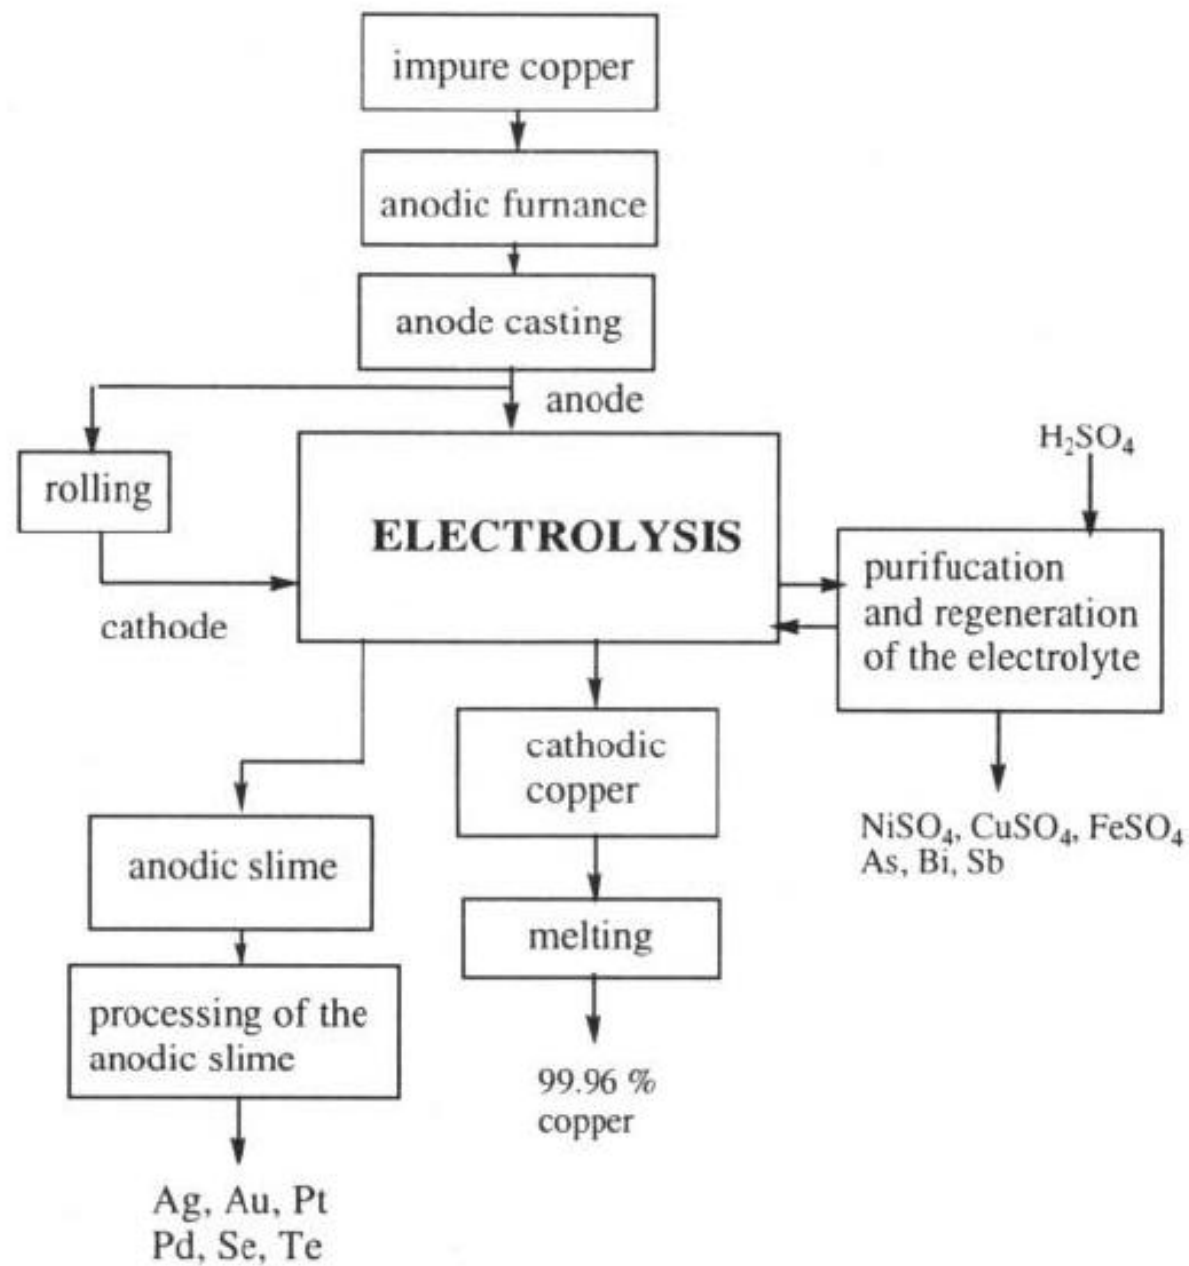 impure copper
anodic furnance
anode casting
anode
rolling
cathode
ELECTROLYSIS
H₂SO₄
purifucation
and regeneration
of the electrolyte
NiSO₄, CuSO₄, FeSO₄
As, Bi, Sb
cathodic
copper
melting
99.96 %
copper
anodic slime
processing of the
anodic slime
Ag, Au, Pt
Pd, Se, Te